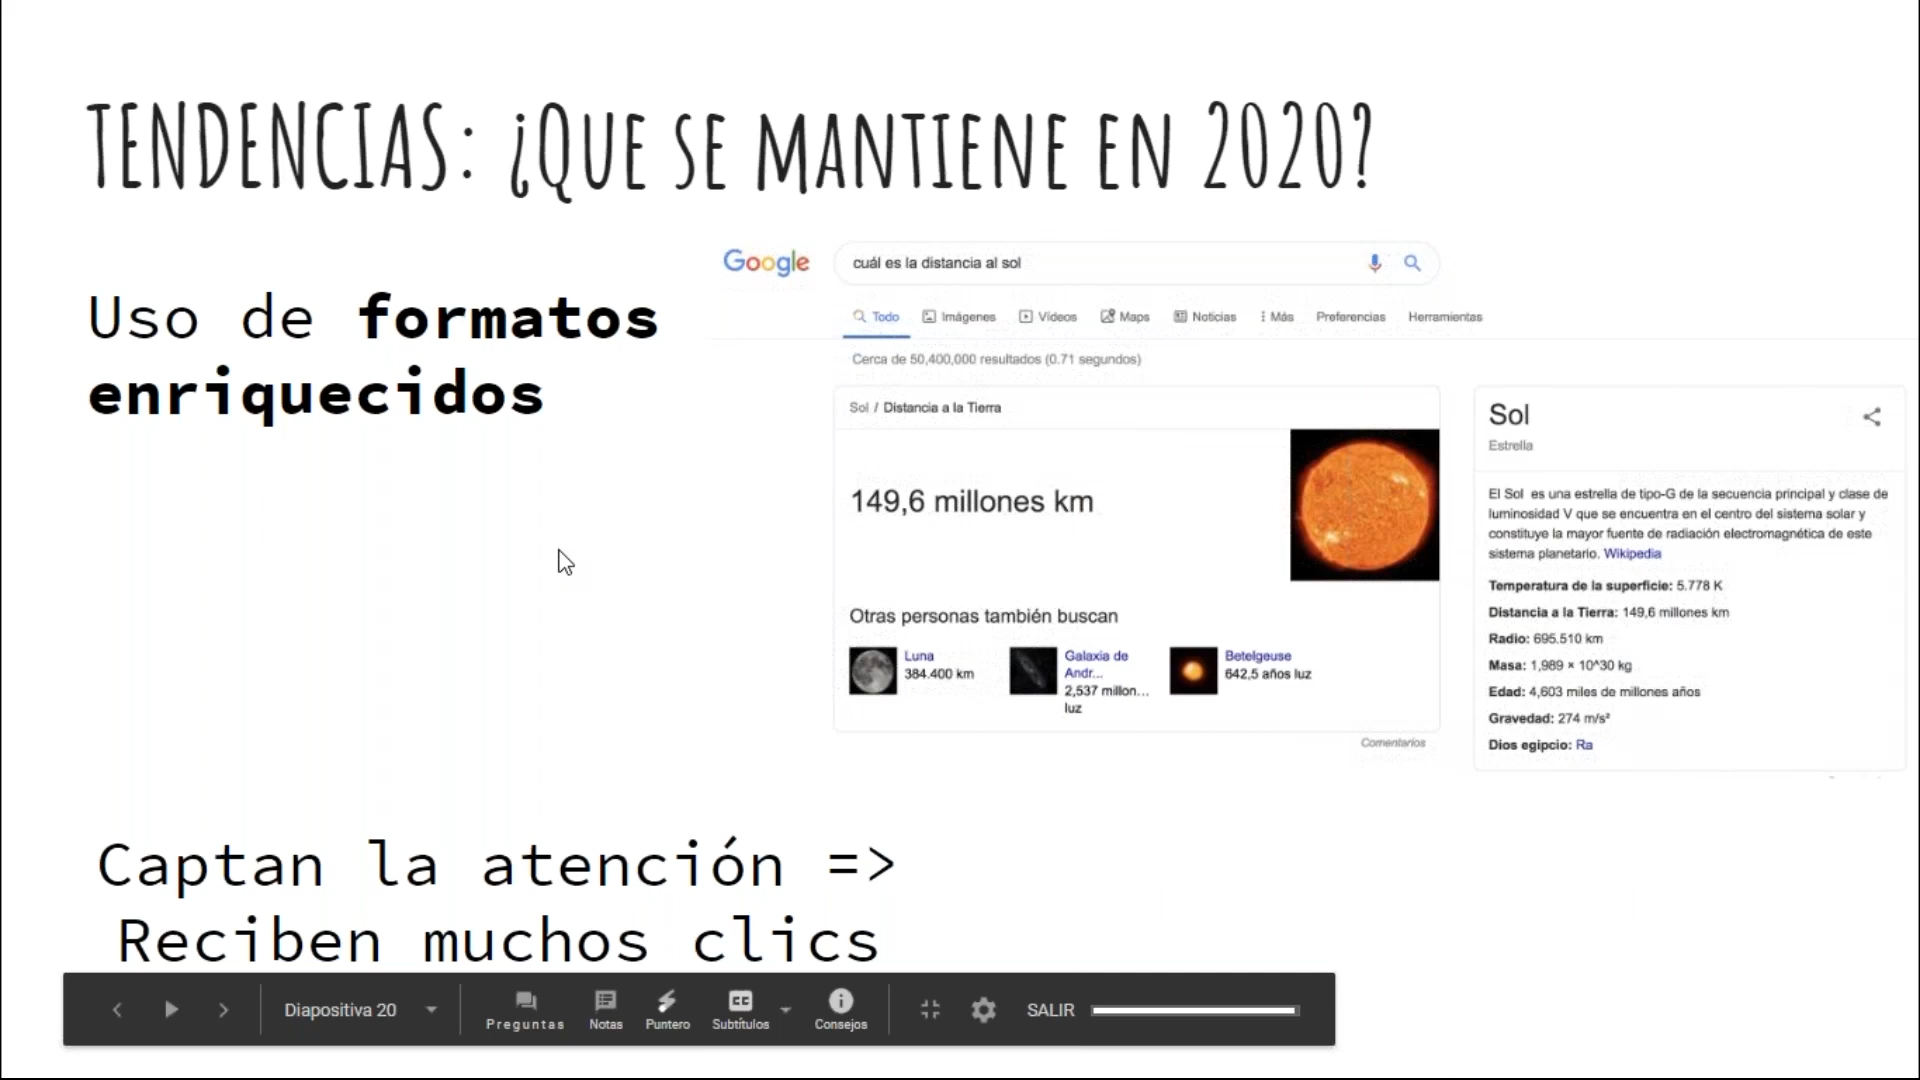 TENDENCIAS: ¿QUE SE MANTIENE EN 2020?
Uso de formatos
enriquecidos
Google
cuál es la distancia al sol
Todo Imágenes Vídeos Maps Noticias Más Preferencias Herramientas
Cerca de 50,400,000 resultados (0.71 segundos)
Sol / Distancia a la Tierra
149,6 millones km
Otras personas también buscan
Luna
384.400 km
Galaxia de
Andr...
2,537 millon...
luz
Betelgeuse
642,5 años luz
Comentarios
Sol
Estrella
El Sol es una estrella de tipo-G de la secuencia principal y clase de
luminosidad V que se encuentra en el centro del sistema solar y
constituye la mayor fuente de radiación electromagnética de este
sistema planetario. Wikipedia
Temperatura de la superficie: 5.778 K
Distancia a la Tierra: 149,6 millones km
Radio: 695.510 km
Masa: 1,989 × 10^30 kg
Edad: 4,603 miles de millones años
Gravedad: 274 m/s²
Dios egipcio: Ra
Captan la atención =>
Reciben muchos clics
Diapositiva 20 Preguntas Notas Puntero Subtítulos Consejos SALIR